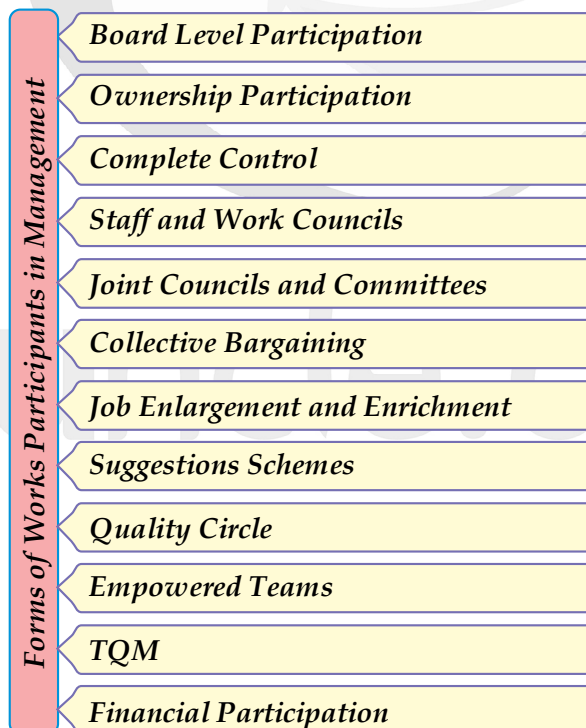 Forms of Works Participants in Management
Board Level Participation
Ownership Participation
Complete Control
Staff and Work Councils
Joint Councils and Committees
Collective Bargaining
Job Enlargement and Enrichment
Suggestions Schemes
Quality Circle
Empowered Teams
TQM
Financial Participation